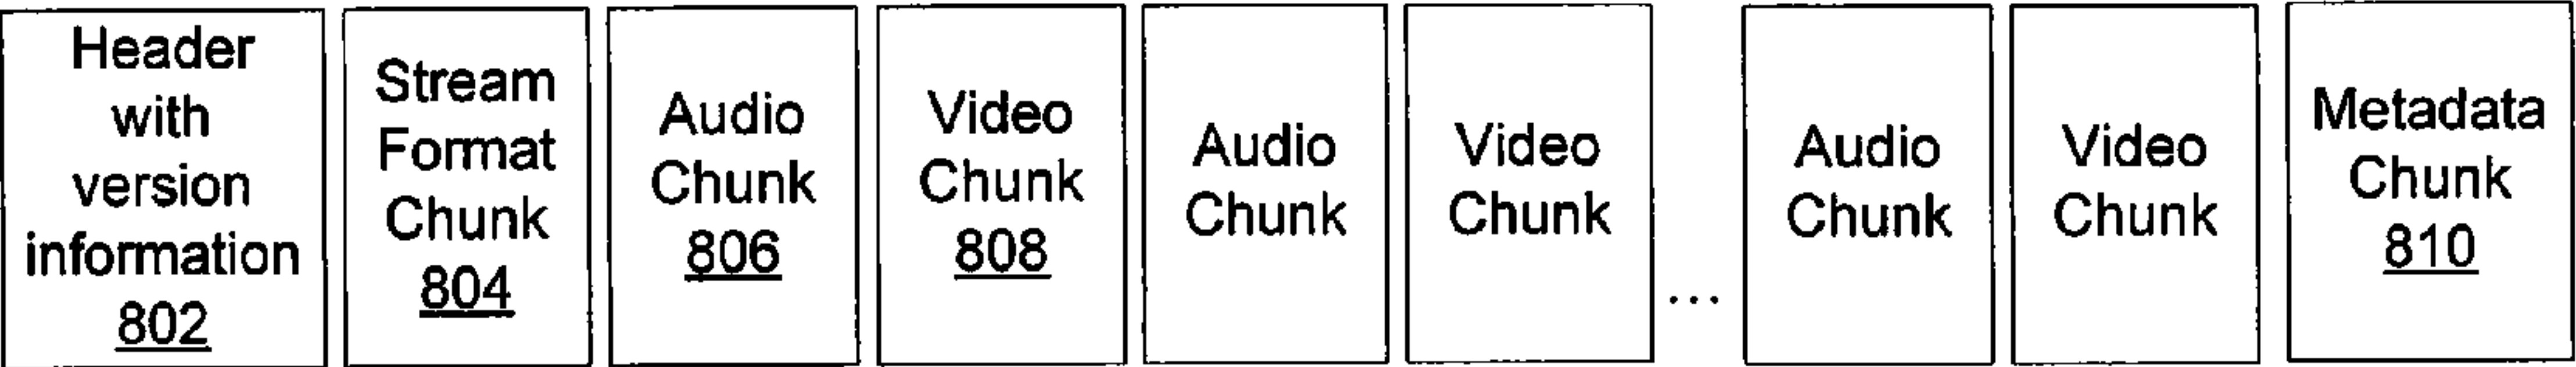 Header
with
version
information
802
Stream
Format
Chunk
804
Audio
Chunk
806
Video
Chunk
808
Audio
Chunk
Video
Chunk
...
Audio
Chunk
Video
Chunk
Metadata
Chunk
810